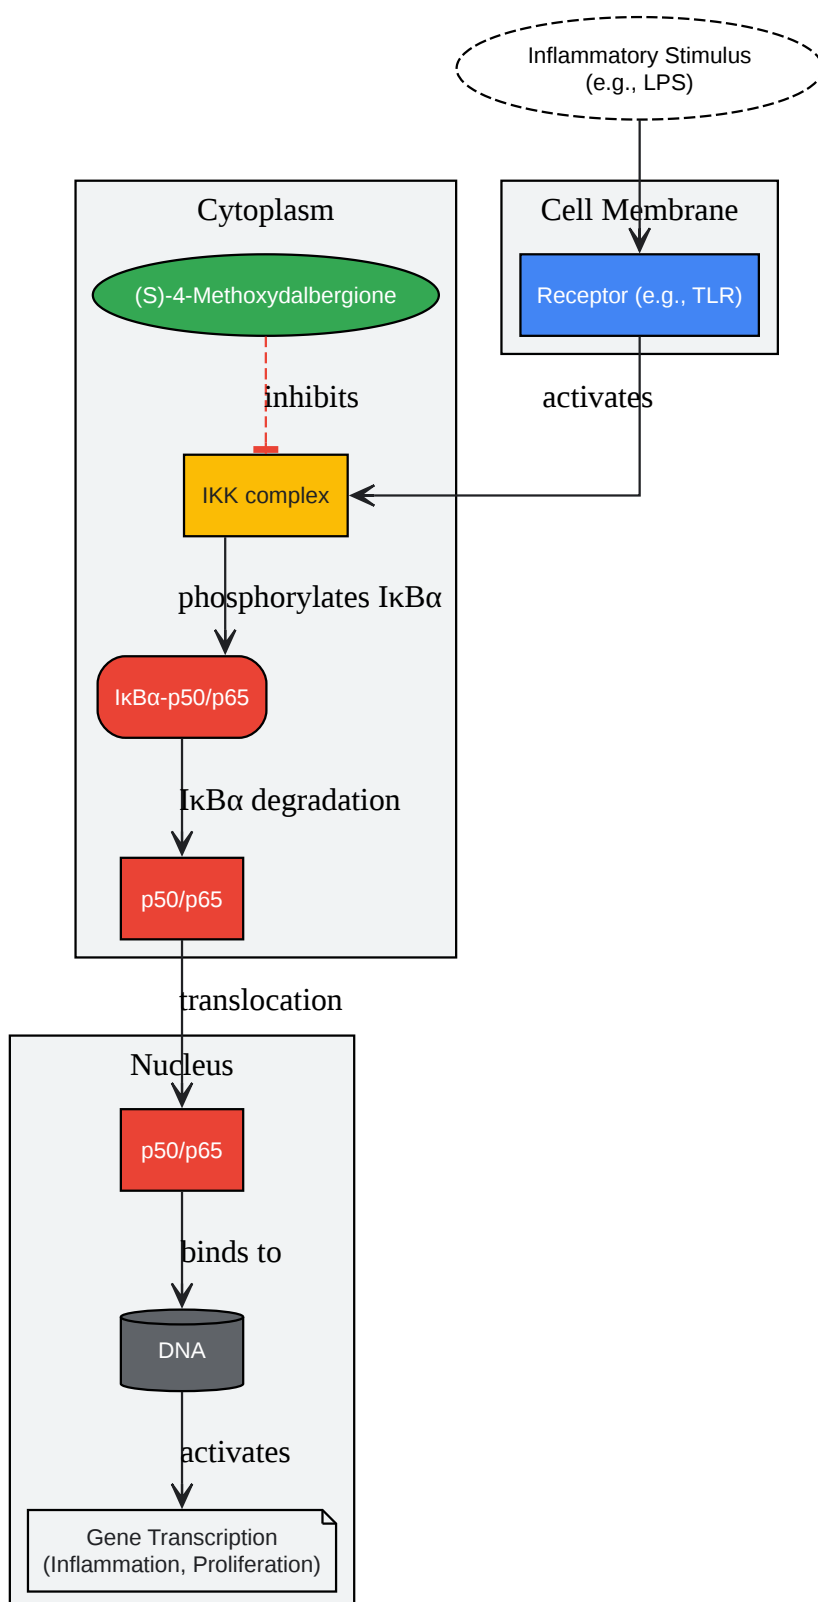 Inflammatory Stimulus
(e.g., LPS)
Cytoplasm
Cell Membrane
(S)-4-Methoxydalbergione
Receptor (e.g., TLR)
inhibits
activates
IKK complex
phosphorylates IκBα
IκBα-p50/p65
IκBα degradation
p50/p65
translocation
Nucleus
p50/p65
binds to
DNA
activates
Gene Transcription
(Inflammation, Proliferation)